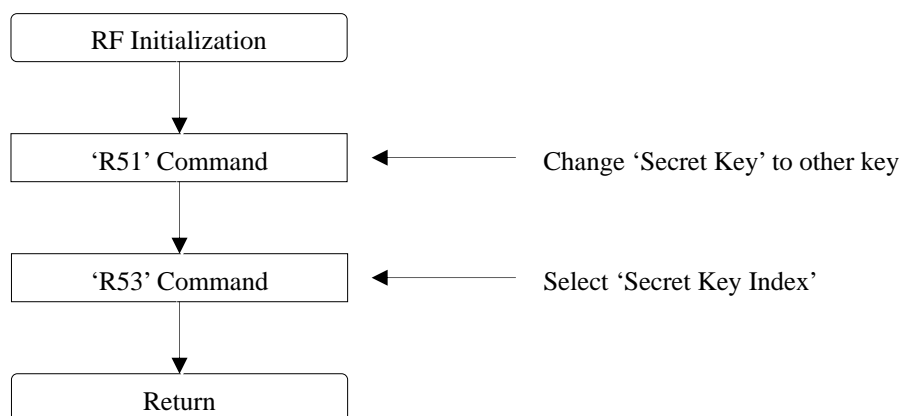 RF Initialization
‘R51’ Command
Change ‘Secret Key’ to other key
‘R53’ Command
Select ‘Secret Key Index’
Return